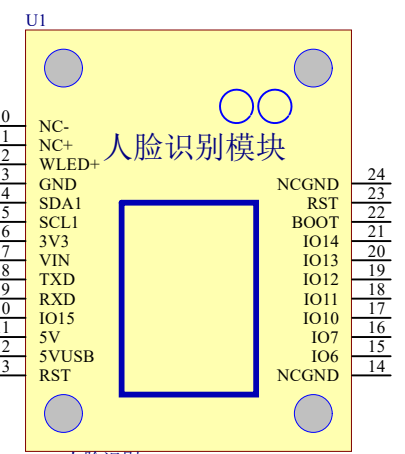 U1
人脸识别模块
0 NC-
1 NC+
2 WLED+
3 GND
4 SDA1
5 SCL1
6 3V3
7 VIN
8 TXD
9 RXD
0 IO15
1 5V
2 5VUSB
3 RST
NCGND 24
RST 23
BOOT 22
IO14 21
IO13 20
IO12 19
IO11 18
IO10 17
IO7 16
IO6 15
NCGND 14